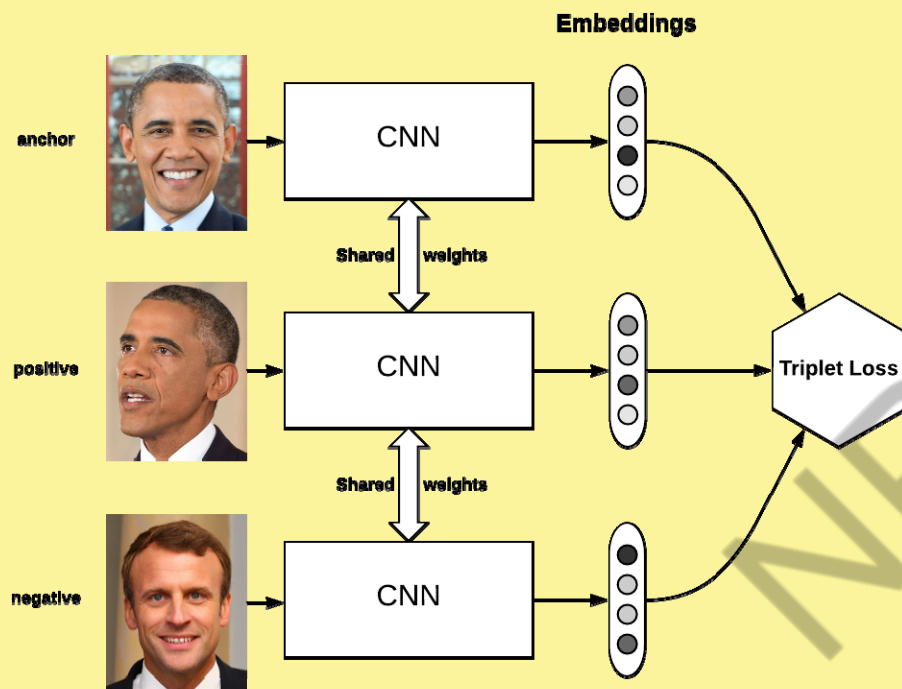 Embeddings
anchor
CNN
Shared weights
positive
CNN
Triplet Loss
Shared weights
negative
CNN